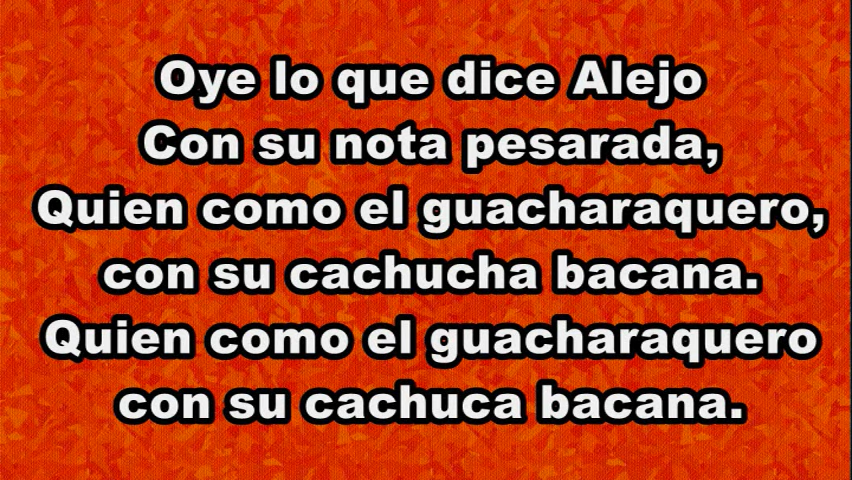 Oye lo que dice Alejo
Con su nota pesarada,
Quien como el guacharaquero,
con su cachucha bacana.
Quien como el guacharaquero
con su cachuca bacana.